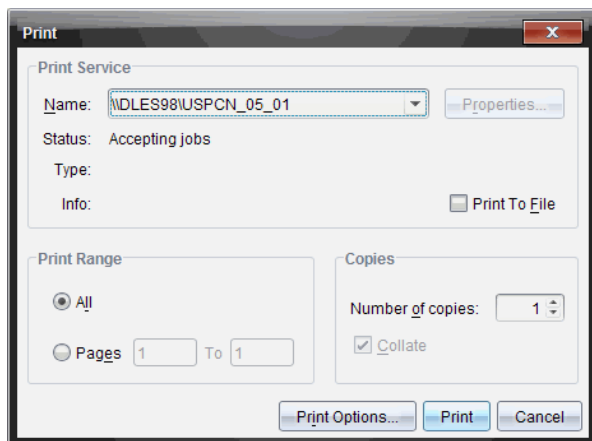 Print
Print Service
Name: \\DLES98\USPCN_05_01 Properties...
Status: Accepting jobs
Type:
Info: Print To File
Print Range
All
Pages 1 To 1
Copies
Number of copies: 1
Collate
Print Options... Print Cancel